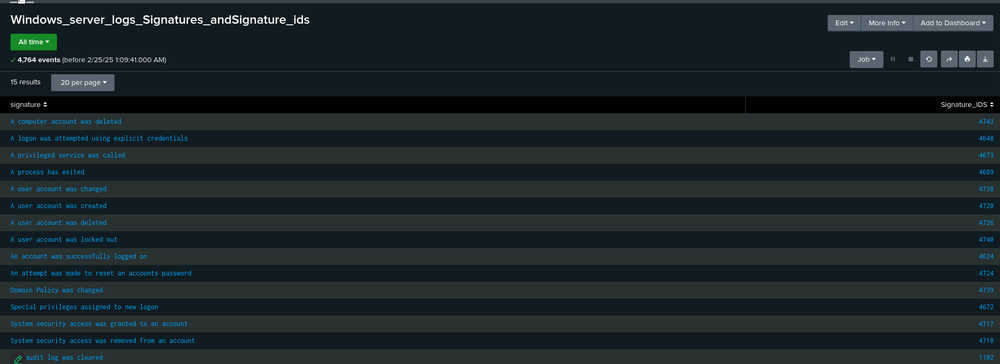 Windows_server_logs_Signatures_andSignature_ids
Edit More Info Add to Dashboard
All time
4,764 events (before 2/25/25 1:09:41.000 AM)
Job
15 results 20 per page
signature Signature_IDS
A computer account was deleted 4743
A logon was attempted using explicit credentials 4648
A privileged service was called 4673
A process has exited 4689
A user account was changed 4738
A user account was created 4720
A user account was deleted 4726
A user account was locked out 4740
An account was successfully logged on 4624
An attempt was made to reset an accounts password 4724
Domain Policy was changed 4739
Special privileges assigned to new logon 4672
System security access was granted to an account 4717
System security access was removed from an account 4718
audit log was cleared 1102